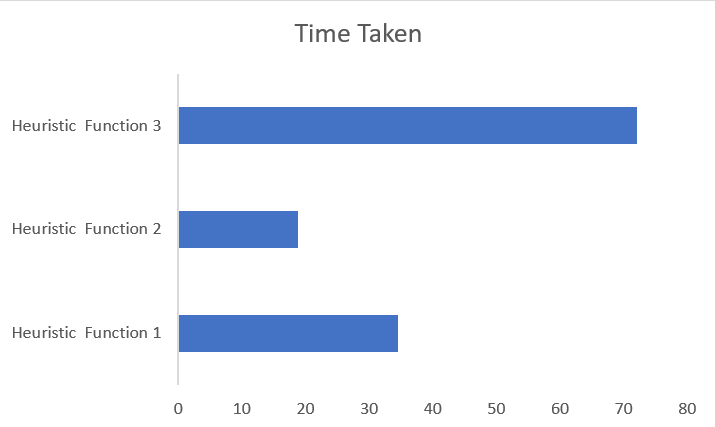 Time Taken
Heuristic  Function 3
Heuristic  Function 2
Heuristic  Function 1
0 10 20 30 40 50 60 70 80